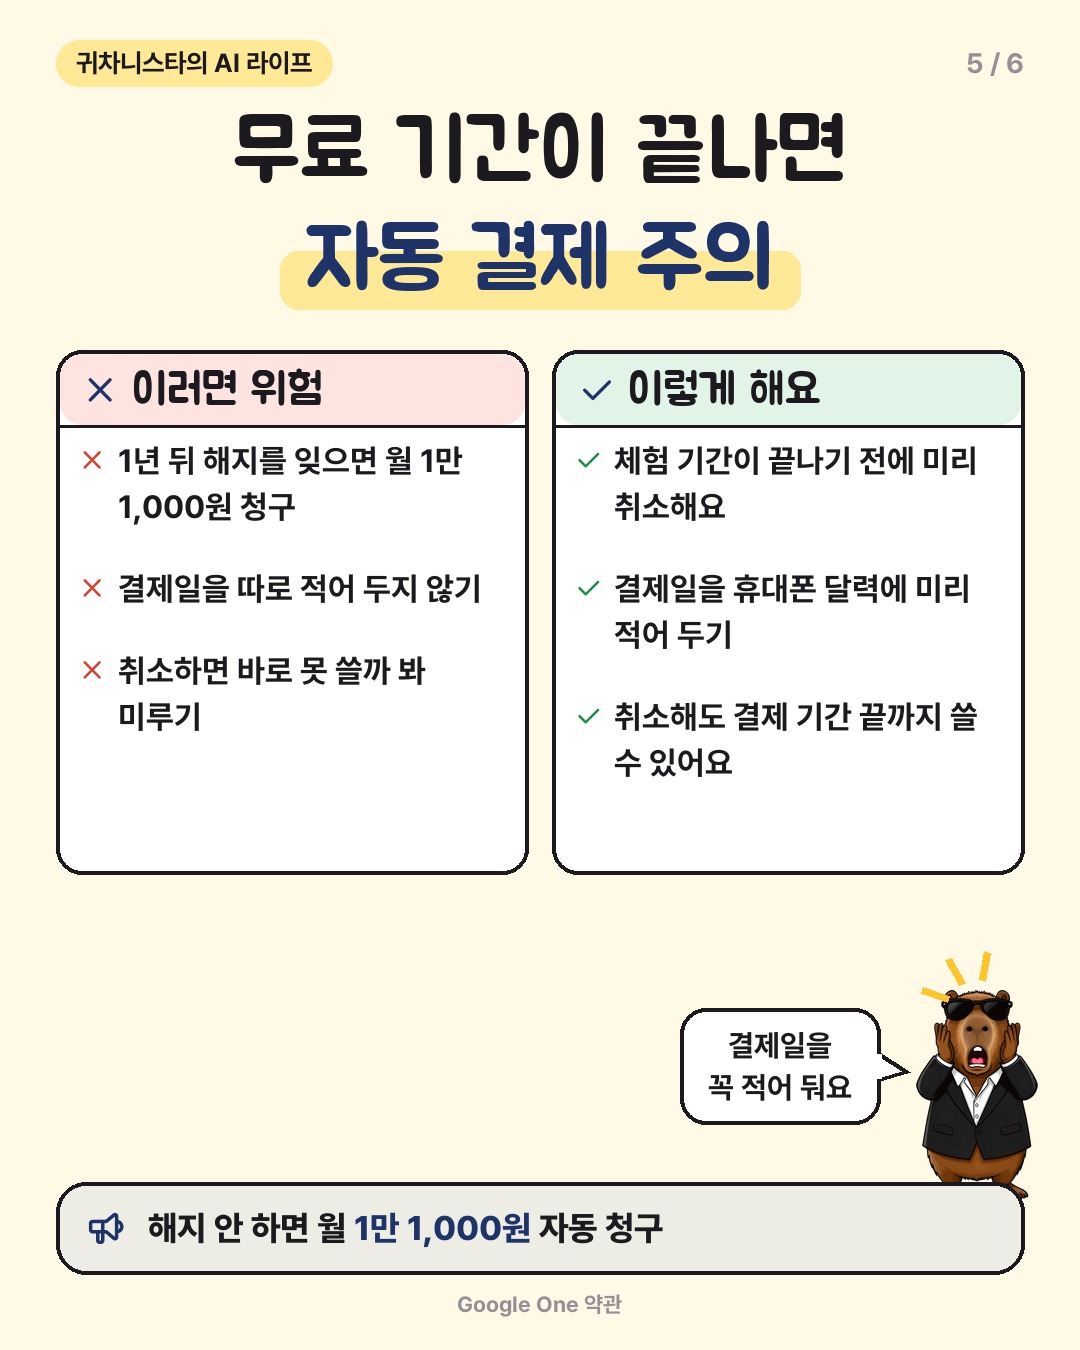 귀차니스타의 AI 라이프
5 / 6
무료 기간이 끝나면
자동 결제 주의
이러면 위험
1년 뒤 해지를 잊으면 월 1만
1,000원 청구
결제일을 따로 적어 두지 않기
취소하면 바로 못 쓸까 봐
미루기
이렇게 해요
체험 기간이 끝나기 전에 미리
취소해요
결제일을 휴대폰 달력에 미리
적어 두기
취소해도 결제 기간 끝까지 쓸
수 있어요
결제일을
꼭 적어 둬요
해지 안 하면 월 1만 1,000원 자동 청구
Google One 약관